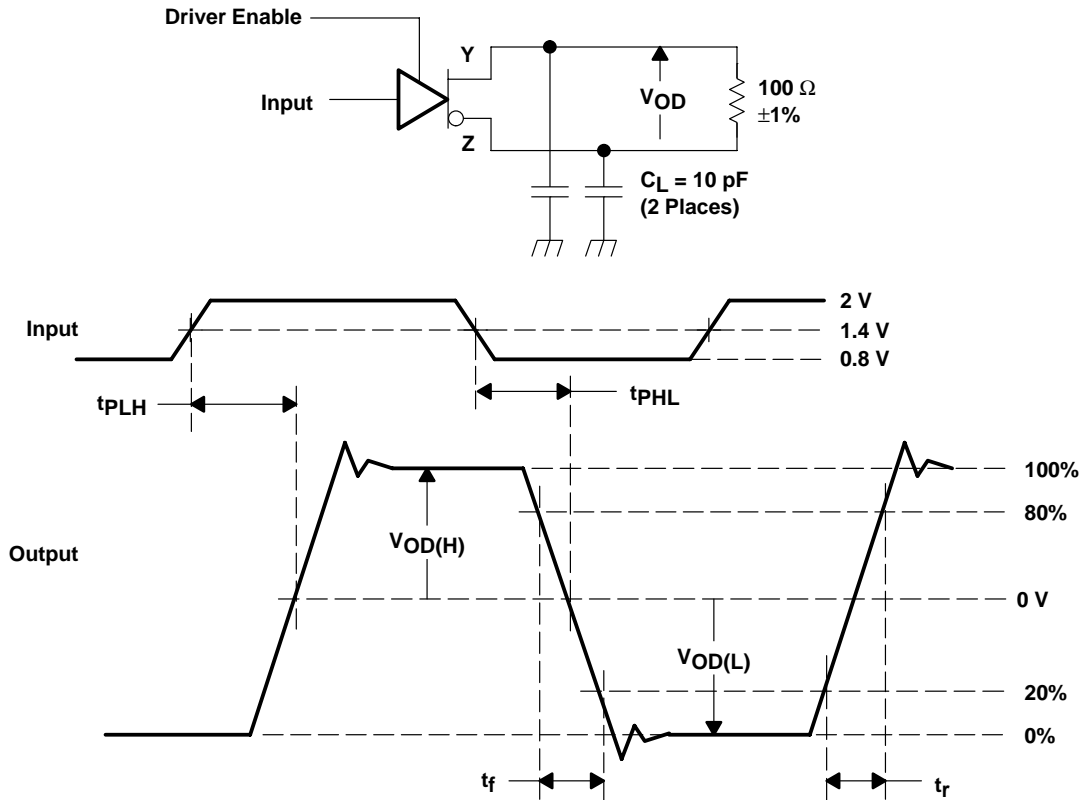 Driver Enable
Input
Y
Z
VOD
100 Ω
±1%
CL = 10 pF
(2 Places)
Input
2 V
1.4 V
0.8 V
tPLH
tPHL
Output
VOD(H)
VOD(L)
100%
80%
0 V
20%
0%
tf
tr